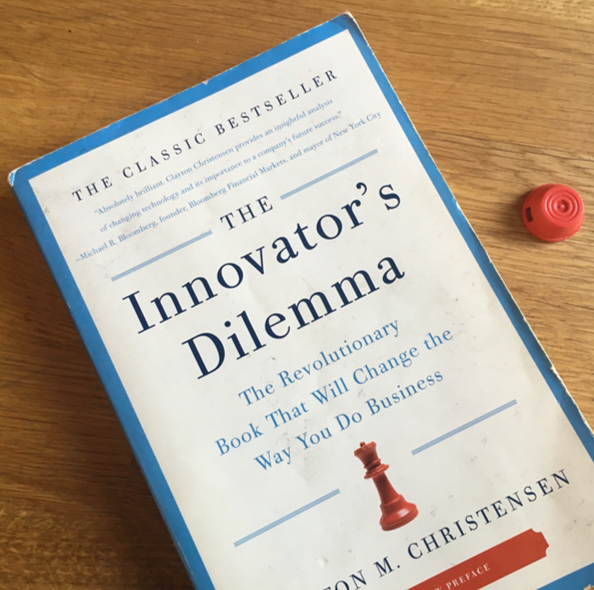 THE CLASSIC BESTSELLER
"Absolutely brilliant. Clayton Christensen provides an insightful analysis
of changing technology and its importance to a company's future success."
—Michael R. Bloomberg, founder, Bloomberg Financial Markets, and mayor of New York City
THE
Innovator's
Dilemma
The Revolutionary
Book That Will Change the
Way You Do Business
TON M. CHRISTENSEN
PREFACE